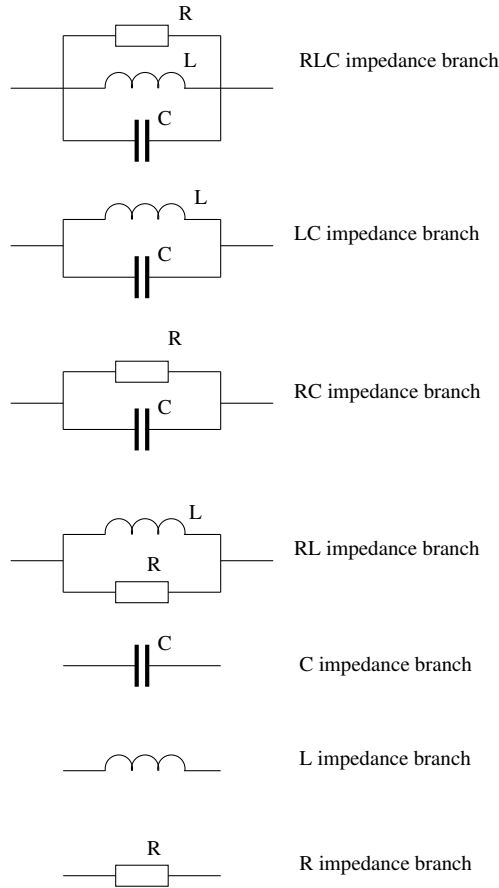 R
L
RLC impedance branch
C
L
LC impedance branch
C
R
RC impedance branch
C
L
RL impedance branch
R
C
C impedance branch
L impedance branch
R
R impedance branch